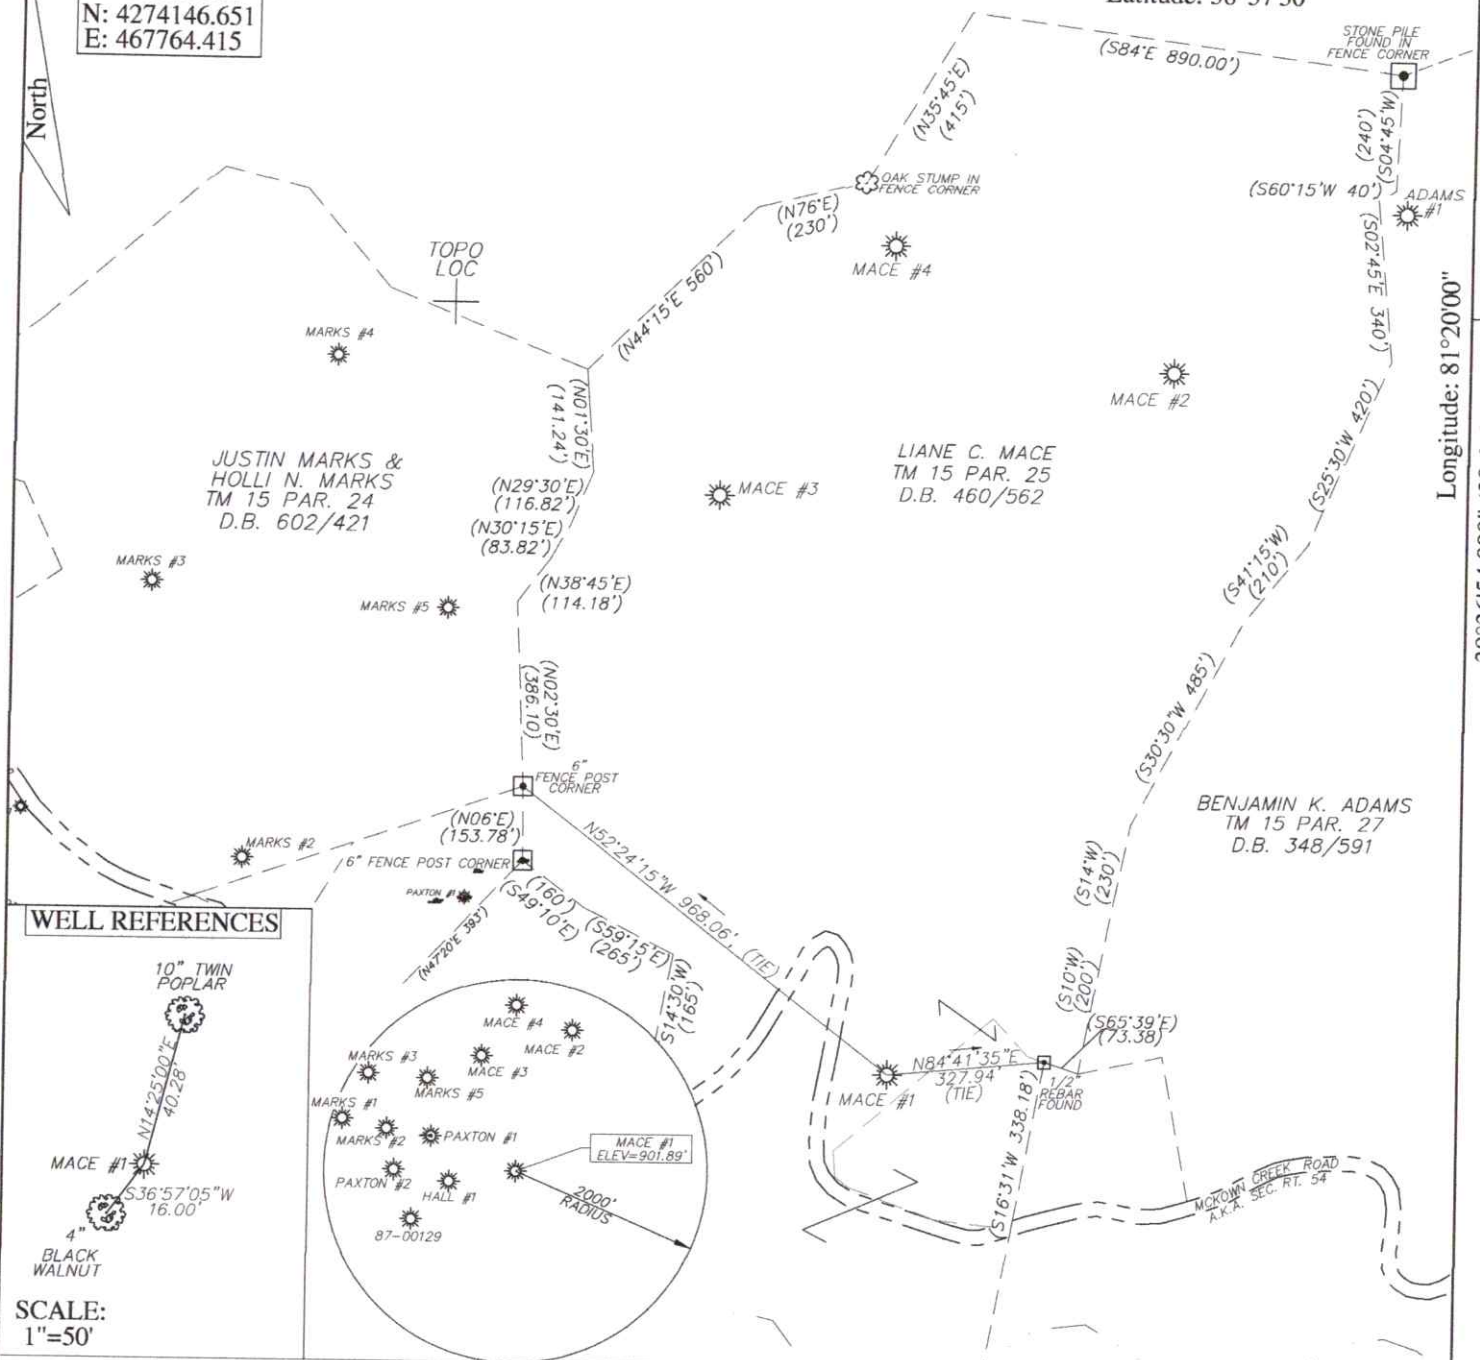 N: 4274146.651
E: 467764.415
North
(S84°E 890.00')
STONE PILE
FOUND IN
FENCE CORNER
(N35°45'E)
(415')
(S04°45'W)
(240')
OAK STUMP IN
FENCE CORNER
(S60°15'W 40')
ADAMS
#1
(N76°E)
(230')
(S02°45'E 340')
TOPO
LOC
MACE #4
(N44°15'E 560')
Longitude: 81°20'00"
MARKS #4
MACE #2
(N01°30'E)
(141.24')
(S25°30'W 420')
JUSTIN MARKS &
HOLLI N. MARKS
TM 15 PAR. 24
D.B. 602/421
LIANE C. MACE
TM 15 PAR. 25
D.B. 460/562
(N29°30'E)
(116.82')
MACE #3
(N30°15'E)
(83.82')
(S41°15'W)
(210')
MARKS #3
(N38°45'E)
(114.18')
MARKS #5
(N02°30'E)
(386.10)
(S30°30"W 485')
6"
FENCE POST
CORNER
(N06°E)
(153.78')
BENJAMIN K. ADAMS
TM 15 PAR. 27
D.B. 348/591
MARKS #2
6" FENCE POST CORNER
N52°24'15"W 968.06' (TIE)
(S14°W)
(230')
PAXTON #1
(160')
(S49°10'E)
(S59°15'E)
(265')
(N47°20'E 393')
S14°30'W)
(165')
(S10°W)
(200')
(S65°39'E)
(73.38)
N84°41'35"E
327.94'
(TIE)
MACE #1
1/2"
REBAR
FOUND
(S16°31'W 338.18')
MCKOWN CREEK ROAD
A.K.A. SEC. RT. 54
WELL REFERENCES
10" TWIN
POPLAR
N14°25'00"E
40.28'
MACE #1
S36°57'05"W
16.00'
4"
BLACK
WALNUT
SCALE:
1"=50'
MACE #4
MACE #2
MARKS #3
MACE #3
MARKS #5
MARKS #1
MARKS #2
PAXTON #1
MACE #1
ELEV=901.89'
PAXTON #2
HALL #1
2000'
RADIUS
87-00129